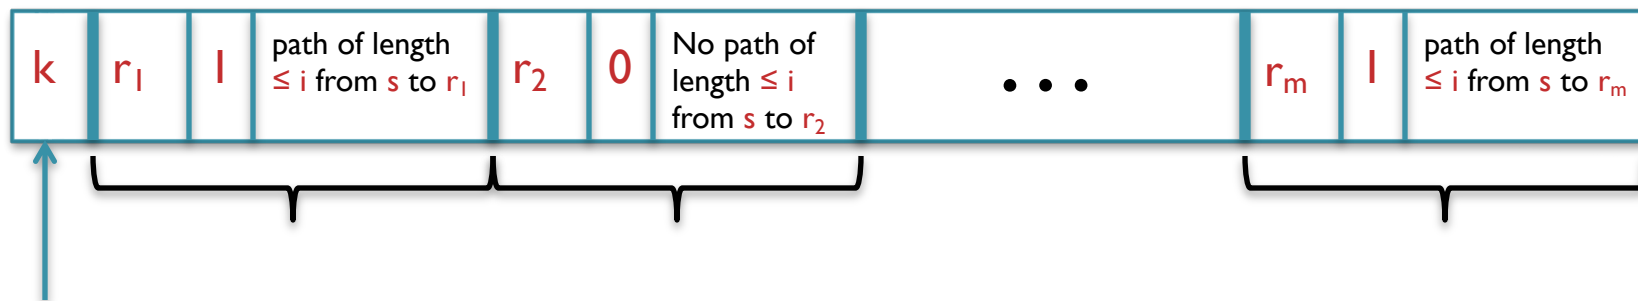 k
r₁
1
path of length
≤ i from s to r₁
r₂
0
No path of
length ≤ i
from s to r₂
• • •
rₘ
1
path of length
≤ i from s to rₘ